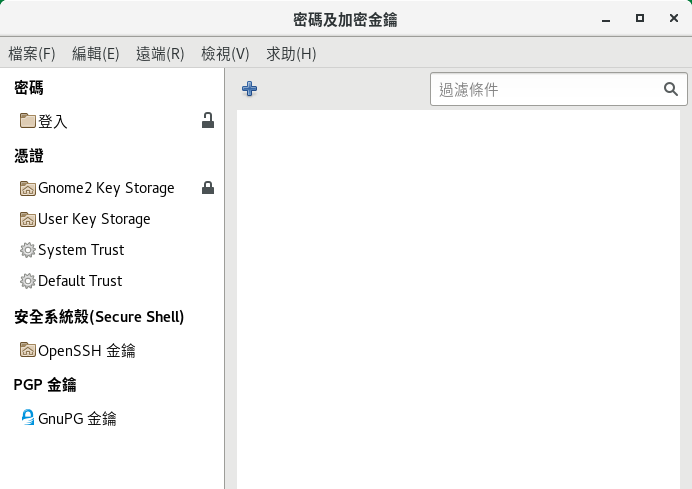 密碼及加密金鑰
檔案(F) 編輯(E) 遠端(R) 檢視(V) 求助(H)
密碼
過濾條件
登入
憑證
Gnome2 Key Storage
User Key Storage
System Trust
Default Trust
安全系統殼(Secure Shell)
OpenSSH 金鑰
PGP 金鑰
GnuPG 金鑰